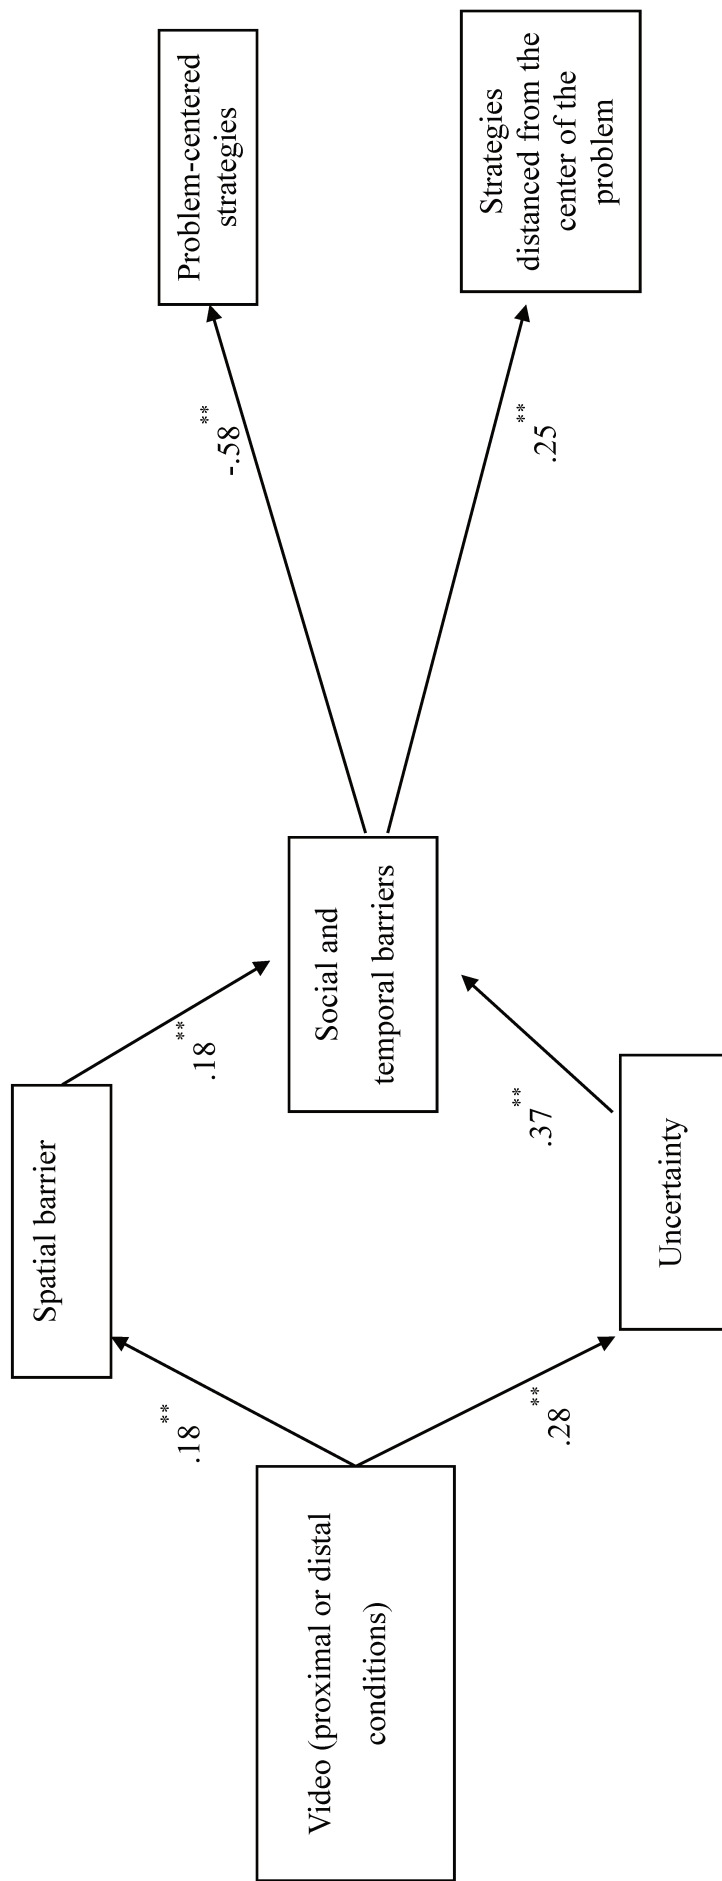 Spatial barrier
Problem-centered
strategies
.18**
.18**
-.58**
Video (proximal or distal
conditions)
Social and
temporal barriers
.28**
.37**
.25**
Uncertainty
Strategies
distanced from the
center of the
problem